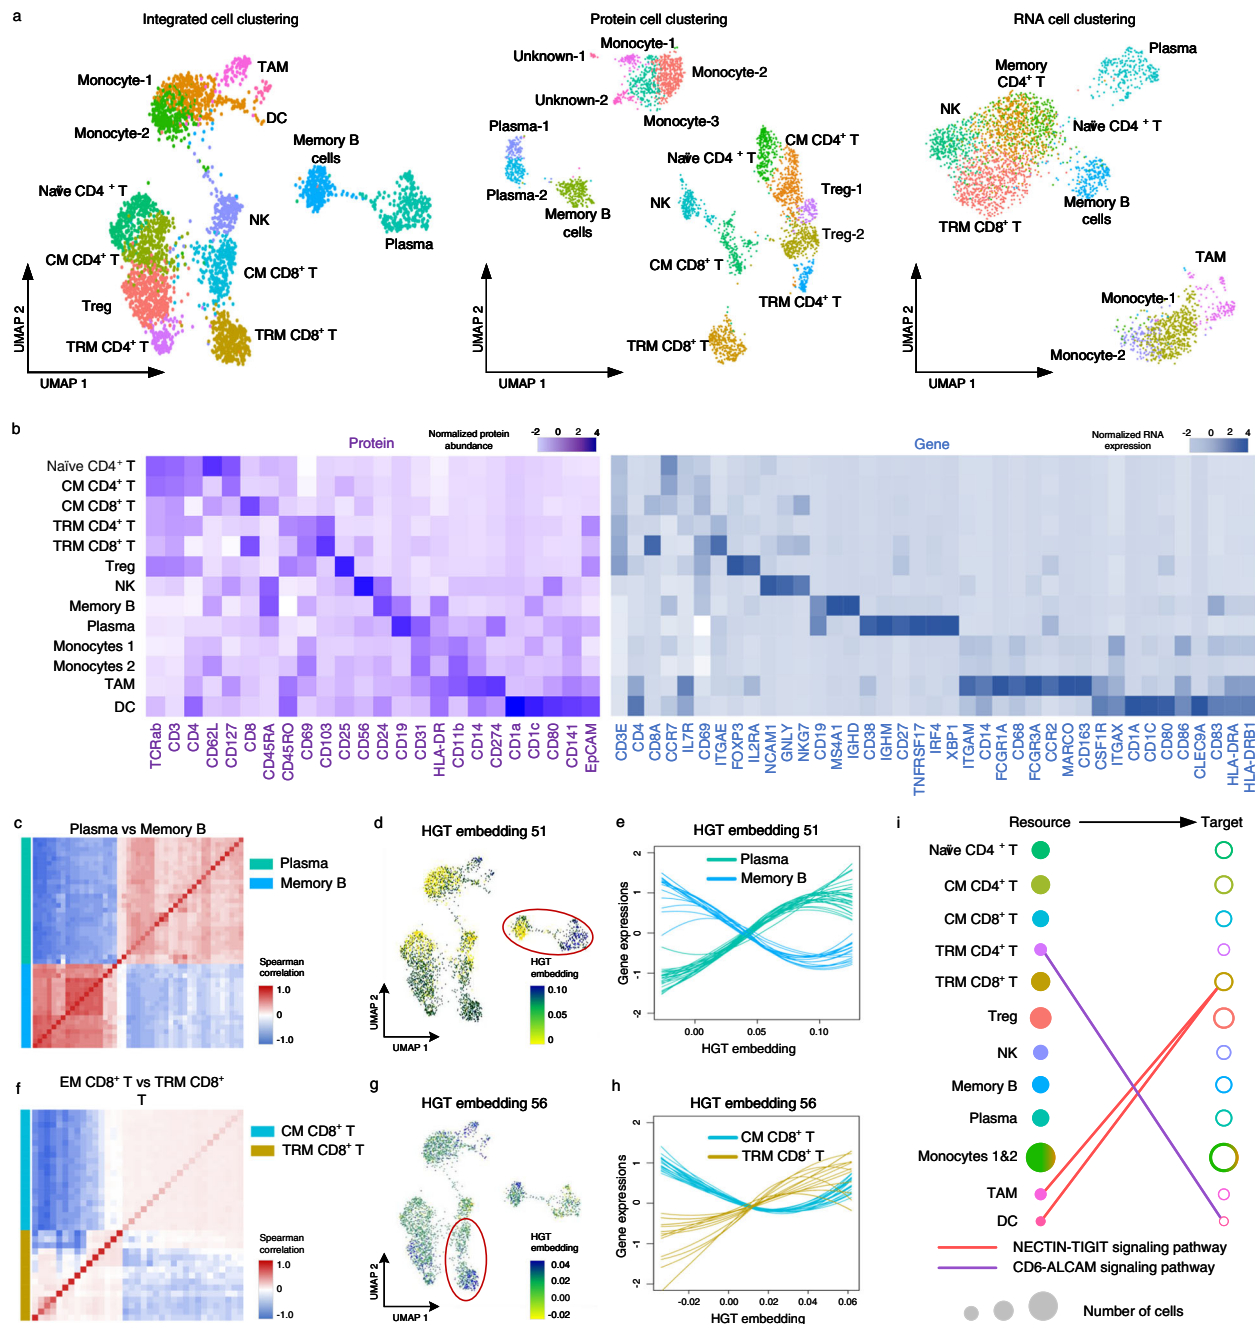 a
Integrated cell clustering
Protein cell clustering
RNA cell clustering
Monocyte-1
TAM
DC
Monocyte-2
Memory B
cells
Naïve CD4⁺ T
NK
Plasma
CM CD4⁺ T
CM CD8⁺ T
Treg
TRM CD8⁺ T
TRM CD4⁺ T
UMAP 2
UMAP 1
Unknown-1
Monocyte-1
Monocyte-2
Unknown-2
Monocyte-3
Plasma-1
Plasma-2
Memory B
cells
CM CD4⁺ T
Naïve CD4⁺ T
Treg-1
NK
Treg-2
CM CD8⁺ T
TRM CD4⁺ T
TRM CD8⁺ T
UMAP 2
UMAP 1
Plasma
Memory
CD4⁺ T
NK
Naïve CD4⁺ T
Memory B
cells
TRM CD8⁺ T
TAM
Monocyte-1
Monocyte-2
UMAP 2
UMAP 1
b
Protein
Normalized protein
abundance
-2 0 2 4
Gene
Normalized RNA
expression
-2 0 2 4
Naïve CD4⁺ T
CM CD4⁺ T
CM CD8⁺ T
TRM CD4⁺ T
TRM CD8⁺ T
Treg
NK
Memory B
Plasma
Monocytes 1
Monocytes 2
TAM
DC
TCRab
CD3
CD4
CD62L
CD127
CD8
CD45RA
CD45RO
CD69
CD103
CD25
CD56
CD24
CD19
CD31
HLA-DR
CD11b
CD14
CD274
CD1a
CD1c
CD80
CD141
EpCAM
CD3E
CD4
CD8A
CCR7
IL7R
CD69
ITGAE
FOXP3
IL2RA
NCAM1
GNLY
NKG7
CD19
MS4A1
IGHD
CD38
IGHM
CD27
TNFRSF17
IRF4
XBP1
ITGAM
CD14
FCGR1A
CD68
FCGR3A
CCR2
MARCO
CD163
CSF1R
ITGAX
CD1A
CD1C
CD80
CD86
CLEC9A
CD83
HLA-DRA
HLA-DRB1
c
Plasma vs Memory B
Plasma
Memory B
Spearman
correlation
1.0
0
-1.0
d
HGT embedding 51
HGT
embedding
0.10
0.05
0
UMAP 2
UMAP 1
e
HGT embedding 51
Plasma
Memory B
Gene expressions
2
1
0
-1
-2
0.00 0.05 0.10
HGT embedding
f
EM CD8⁺ T vs TRM CD8⁺
T
CM CD8⁺ T
TRM CD8⁺ T
Spearman
correlation
1.0
0
-1.0
g
HGT embedding 56
HGT
embedding
0.04
0.02
0.00
-0.02
UMAP 2
UMAP 1
h
HGT embedding 56
CM CD8⁺ T
TRM CD8⁺ T
Gene expressions
2
1
0
-1
-2
-0.02 0.00 0.02 0.04 0.06
HGT embedding
i
Resource
Target
Naïve CD4⁺ T
CM CD4⁺ T
CM CD8⁺ T
TRM CD4⁺ T
TRM CD8⁺ T
Treg
NK
Memory B
Plasma
Monocytes 1&2
TAM
DC
NECTIN-TIGIT signaling pathway
CD6-ALCAM signaling pathway
Number of cells